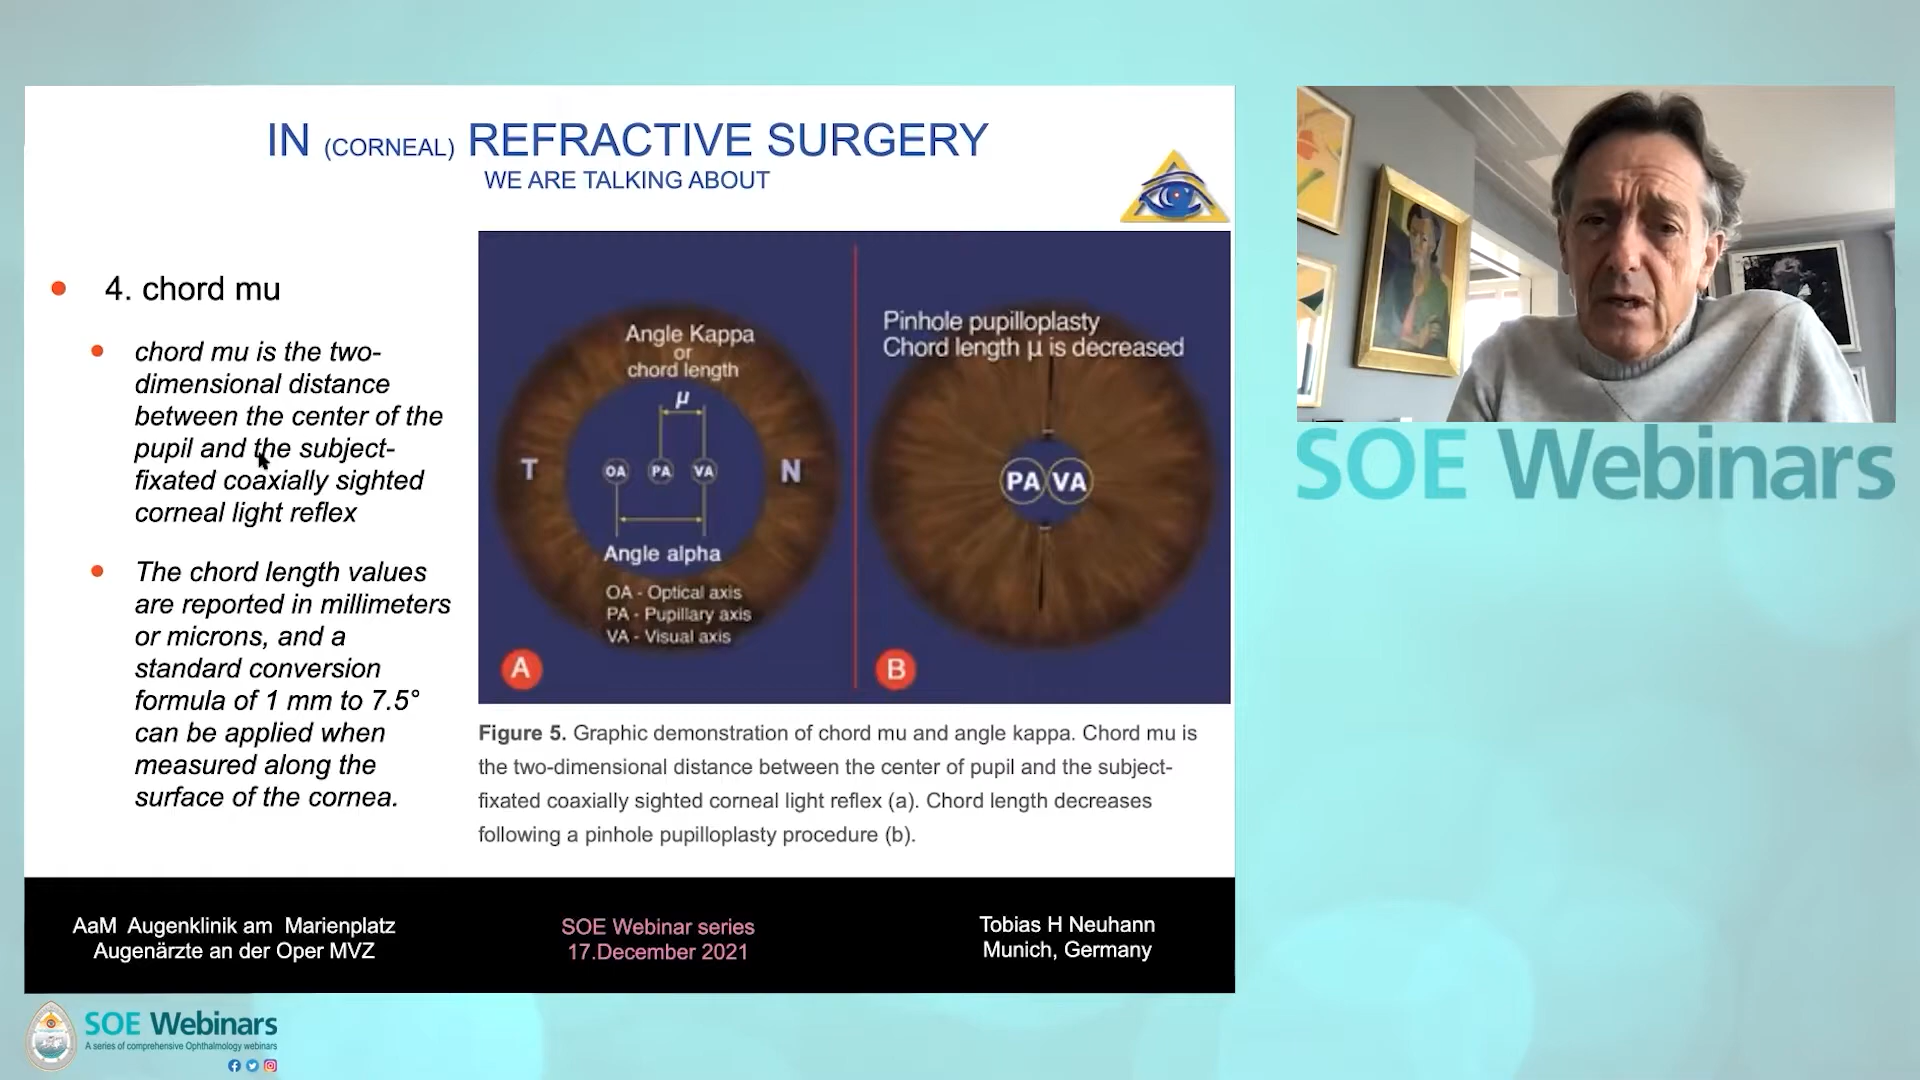 IN (CORNEAL) REFRACTIVE SURGERY
WE ARE TALKING ABOUT
4. chord mu
chord mu is the two-
dimensional distance
between the center of the
pupil and the subject-
fixated coaxially sighted
corneal light reflex
The chord length values
are reported in millimeters
or microns, and a
standard conversion
formula of 1 mm to 7.5°
can be applied when
measured along the
surface of the cornea.
Angle Kappa
or
chord length
μ
T OA PA VA N
Angle alpha
OA - Optical axis
PA - Pupillary axis
VA - Visual axis
A
Pinhole pupilloplasty
Chord length μ is decreased
PA VA
B
Figure 5. Graphic demonstration of chord mu and angle kappa. Chord mu is
the two-dimensional distance between the center of pupil and the subject-
fixated coaxially sighted corneal light reflex (a). Chord length decreases
following a pinhole pupilloplasty procedure (b).
AaM Augenklinik am Marienplatz
Augenärzte an der Oper MVZ
SOE Webinar series
17.December 2021
Tobias H Neuhann
Munich, Germany
SOE Webinars
SOE Webinars
A series of comprehensive Ophthalmology webinars